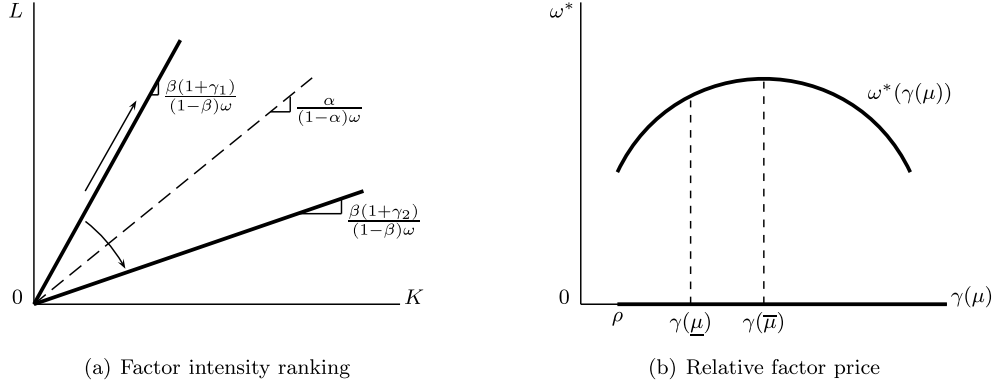 L
β(1+γ₁)
(1−β)ω
α
(1−α)ω
β(1+γ₂)
(1−β)ω
0
K
(a) Factor intensity ranking
ω*
ω*(γ(μ))
0
γ(μ)
ρ
γ(μ̲)
γ(μ̅)
(b) Relative factor price